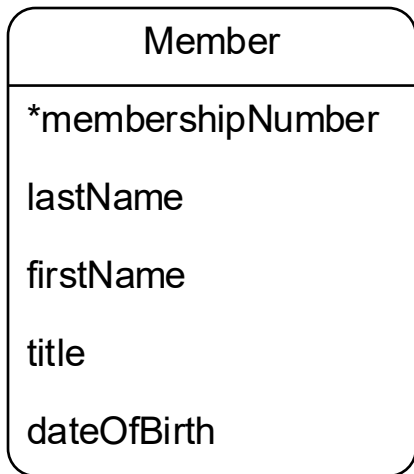 Member
*membershipNumber
lastName
firstName
title
dateOfBirth